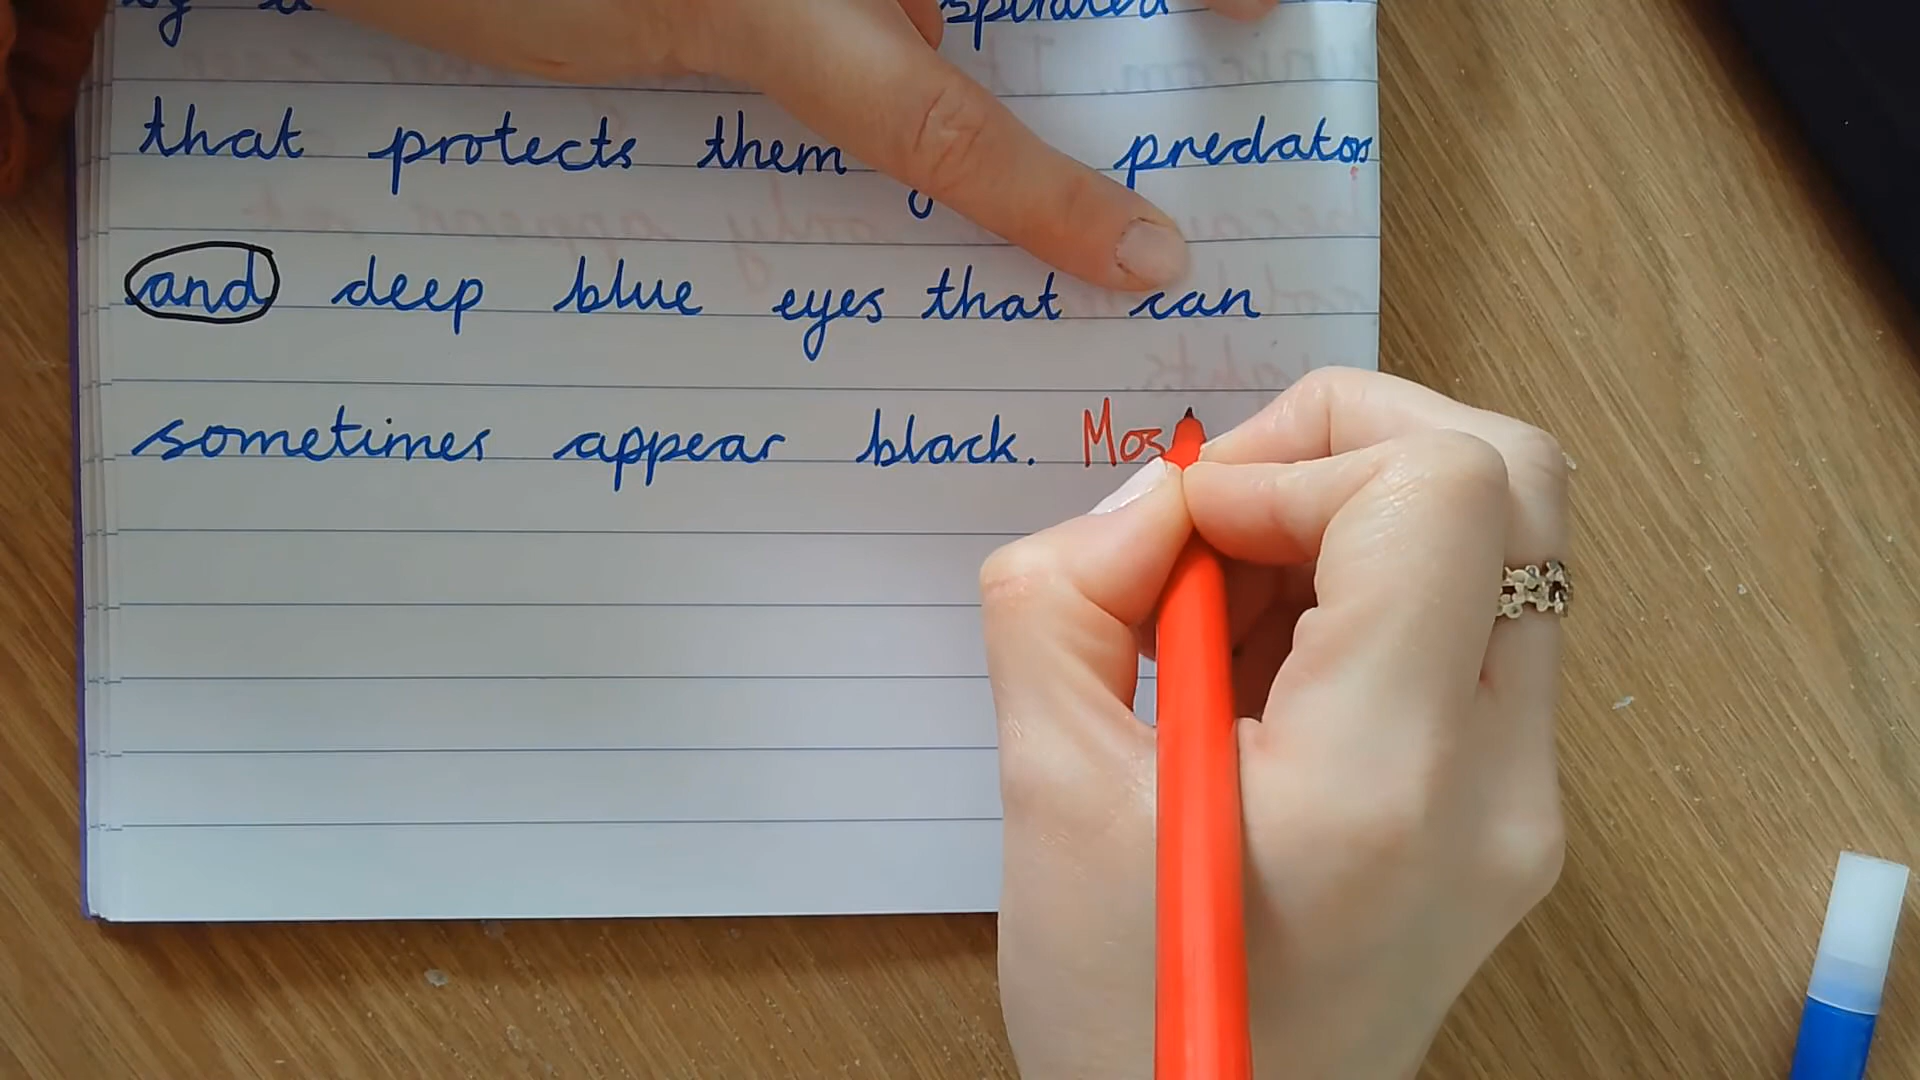 that protects them predators
and deep blue eyes that can
sometimes appear black. Mos